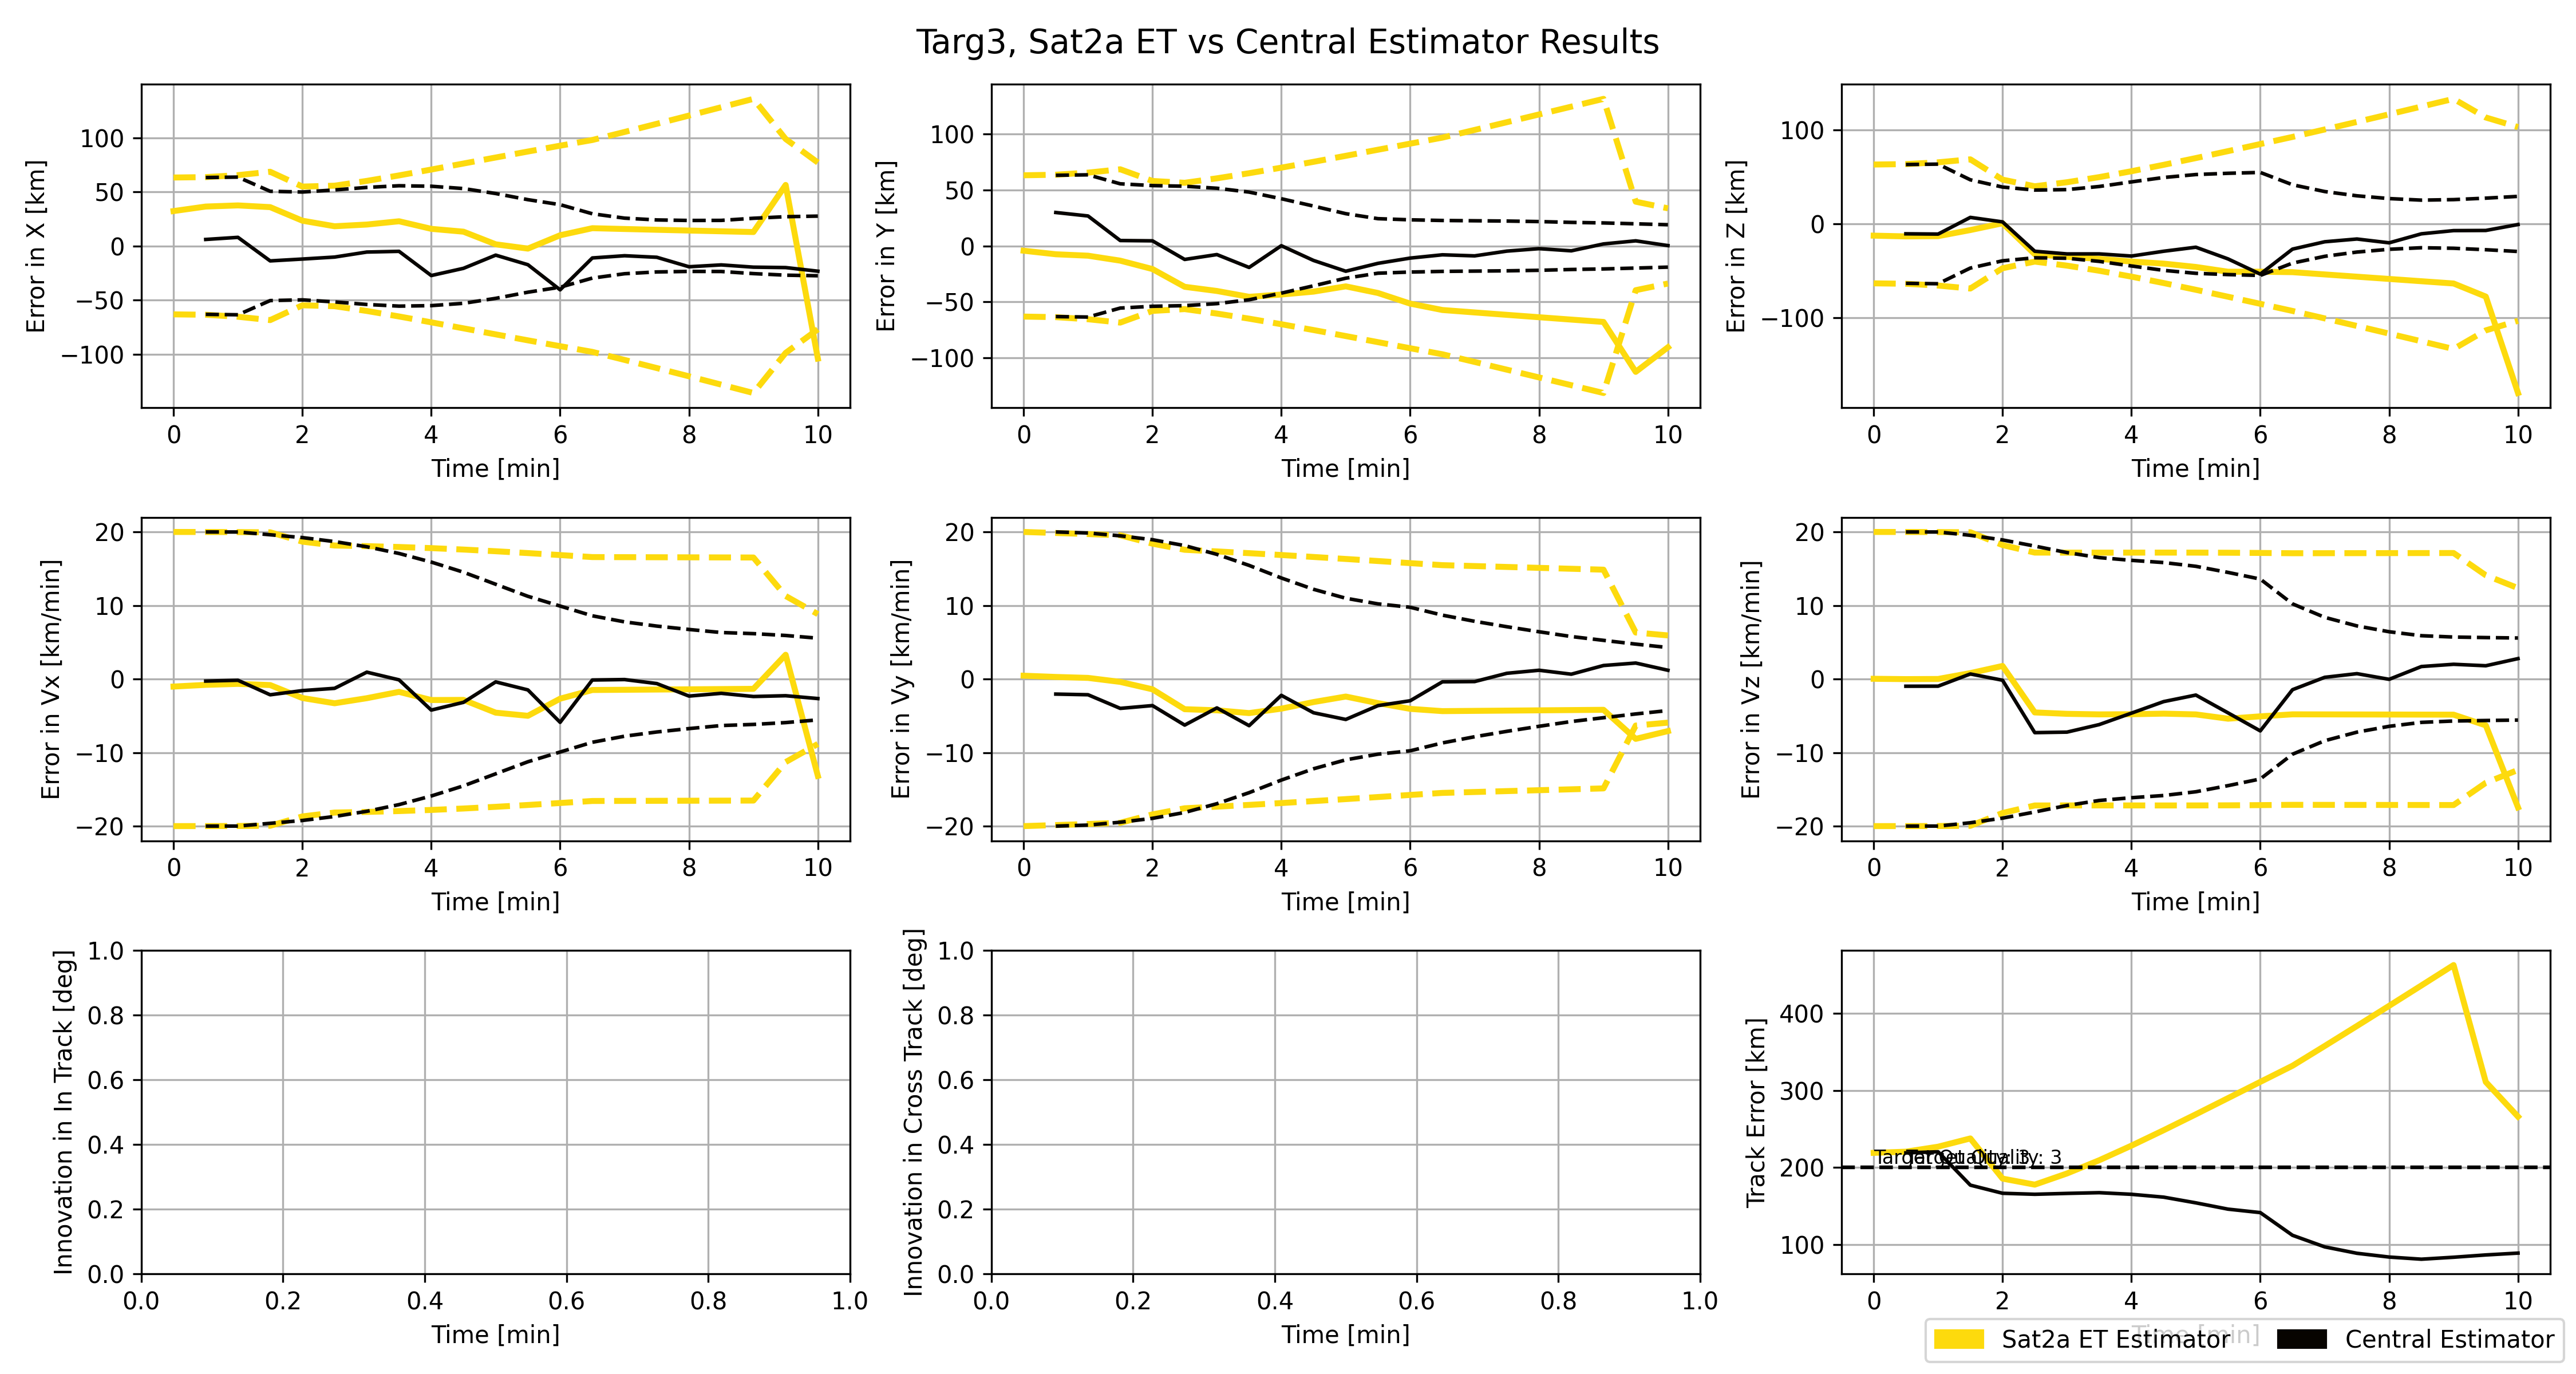 Targ3, Sat2a ET vs Central Estimator Results
Error in X [km]
100
50
0
−50
−100
0 2 4 6 8 10
Time [min]
Error in Y [km]
100
50
0
−50
−100
0 2 4 6 8 10
Time [min]
Error in Z [km]
100
0
−100
0 2 4 6 8 10
Time [min]
Error in Vx [km/min]
20
10
0
−10
−20
0 2 4 6 8 10
Time [min]
Error in Vy [km/min]
20
10
0
−10
−20
0 2 4 6 8 10
Time [min]
Error in Vz [km/min]
20
10
0
−10
−20
0 2 4 6 8 10
Time [min]
Innovation in In Track [deg]
1.0
0.8
0.6
0.4
0.2
0.0
0.0 0.2 0.4 0.6 0.8 1.0
Time [min]
Innovation in Cross Track [deg]
1.0
0.8
0.6
0.4
0.2
0.0
0.0 0.2 0.4 0.6 0.8 1.0
Time [min]
Track Error [km]
400
300
200
100
Target Quality: 3
Target Quality: 3
0 2 4 6 8 10
Time [min]
Sat2a ET Estimator
Central Estimator